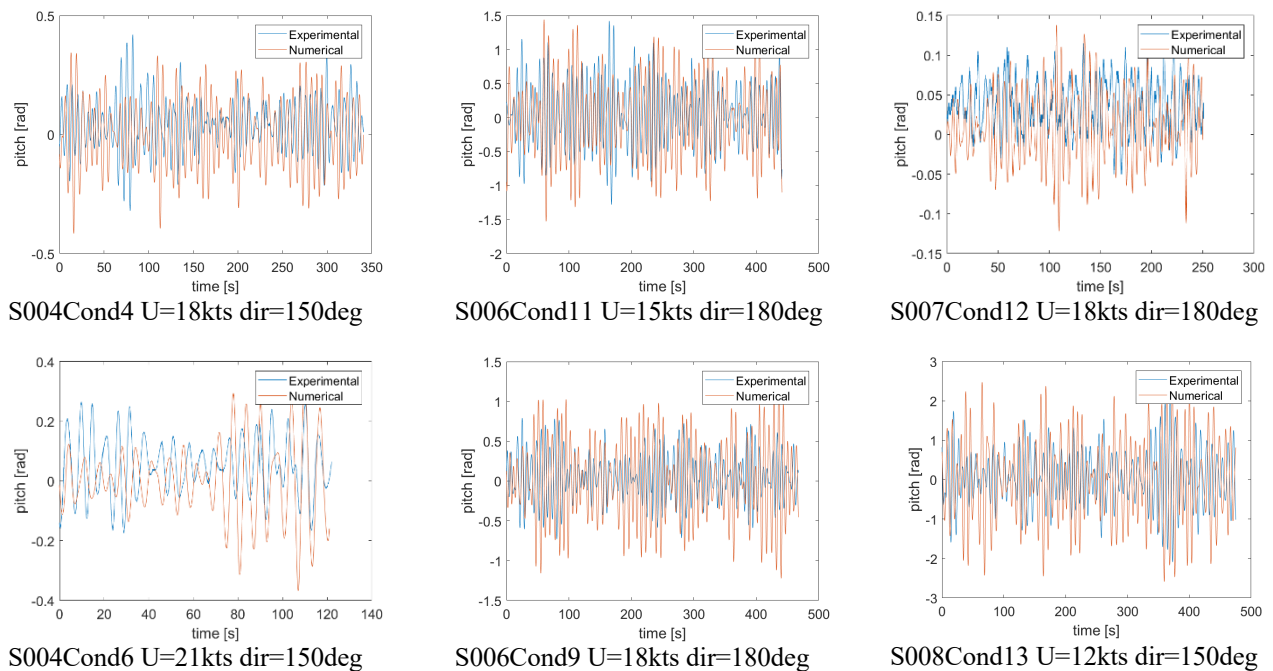 0.5
0
-0.5
pitch [rad]
Experimental
Numerical
0 50 100 150 200 250 300 350
time [s]
S004Cond4 U=18kts dir=150deg
1.5
1
0.5
0
-0.5
-1
-1.5
-2
pitch [rad]
Experimental
Numerical
0 100 200 300 400 500
time [s]
S006Cond11 U=15kts dir=180deg
0.15
0.1
0.05
0
-0.05
-0.1
-0.15
pitch [rad]
Experimental
Numerical
0 50 100 150 200 250 300
time [s]
S007Cond12 U=18kts dir=180deg
0.4
0.2
0
-0.2
-0.4
pitch [rad]
Experimental
Numerical
0 20 40 60 80 100 120 140
time [s]
S004Cond6 U=21kts dir=150deg
1.5
1
0.5
0
-0.5
-1
-1.5
pitch [rad]
Experimental
Numerical
0 100 200 300 400 500
time [s]
S006Cond9 U=18kts dir=180deg
3
2
1
0
-1
-2
-3
pitch [rad]
Experimental
Numerical
0 100 200 300 400 500
time [s]
S008Cond13 U=12kts dir=150deg